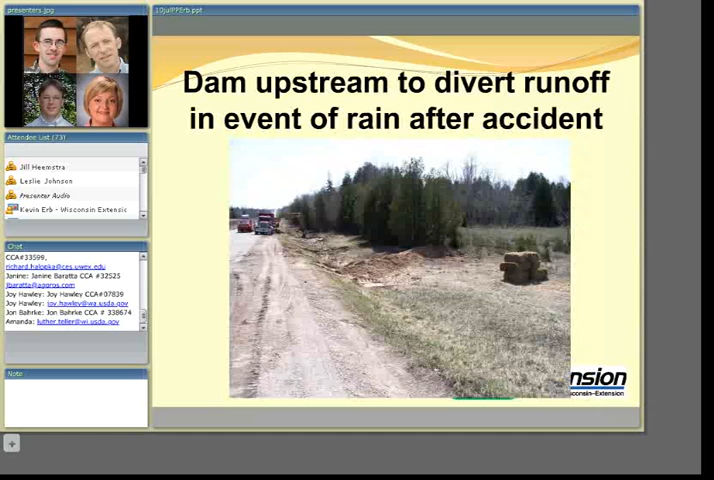 presenters.jpg
10julPPErb.ppt
Dam upstream to divert runoff
in event of rain after accident
Attendee List (73)
Jill Heemstra
Leslie Johnson
Presenter Audio
Kevin Erb - Wisconsin Extensic
Chat
CCA#33599,
richard.halopka@ces.uwex.edu
Janine: Janine Baratta CCA #32525
jbaratta@agpros.com
Joy Hawley: Joy Hawley CCA#07839
Joy Hawley: joy.hawley@wa.usda.gov
Jon Bahrke: Jon Bahrke CCA # 338674
Amanda: luther.teller@wi.usda.gov
Note
nsion
sconsin-Extension